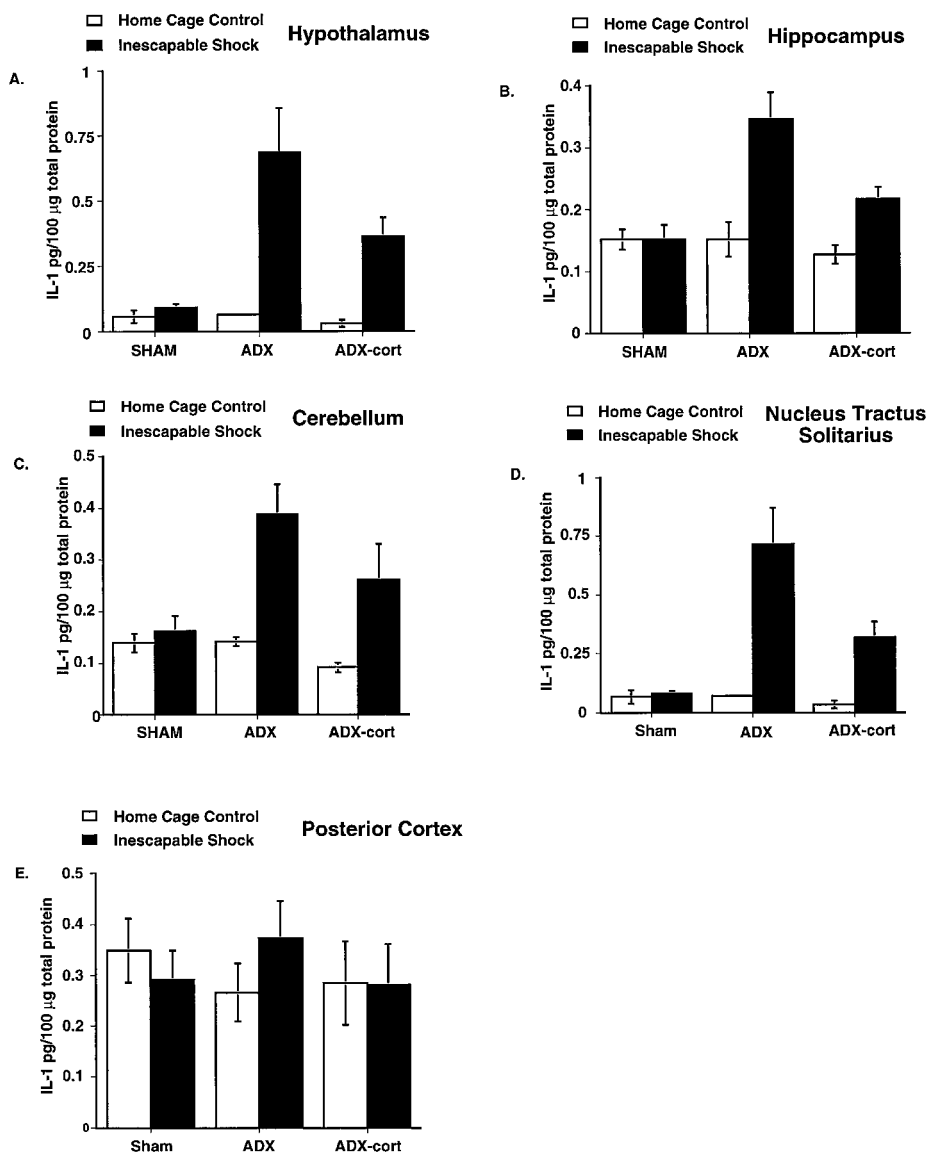 Home Cage Control
Inescapable Shock
Hypothalamus
A.
IL-1 pg/100 µg total protein
1
0.75
0.5
0.25
0
SHAM ADX ADX-cort
Home Cage Control
Inescapable Shock
Hippocampus
B.
IL-1 pg/100 µg total protein
0.4
0.3
0.2
0.1
0
SHAM ADX ADX-cort
Home Cage Control
Inescapable Shock
Cerebellum
C.
IL-1 pg/100 µg total protein
0.5
0.4
0.3
0.2
0.1
0
SHAM ADX ADX-cort
Home Cage Control
Inescapable Shock
Nucleus Tractus
Solitarius
D.
IL-1 pg/100 µg total protein
1
0.75
0.5
0.25
0
Sham ADX ADX-cort
Home Cage Control
Inescapable Shock
Posterior Cortex
E.
IL-1 pg/100 µg total protein
0.5
0.4
0.3
0.2
0.1
0
Sham ADX ADX-cort